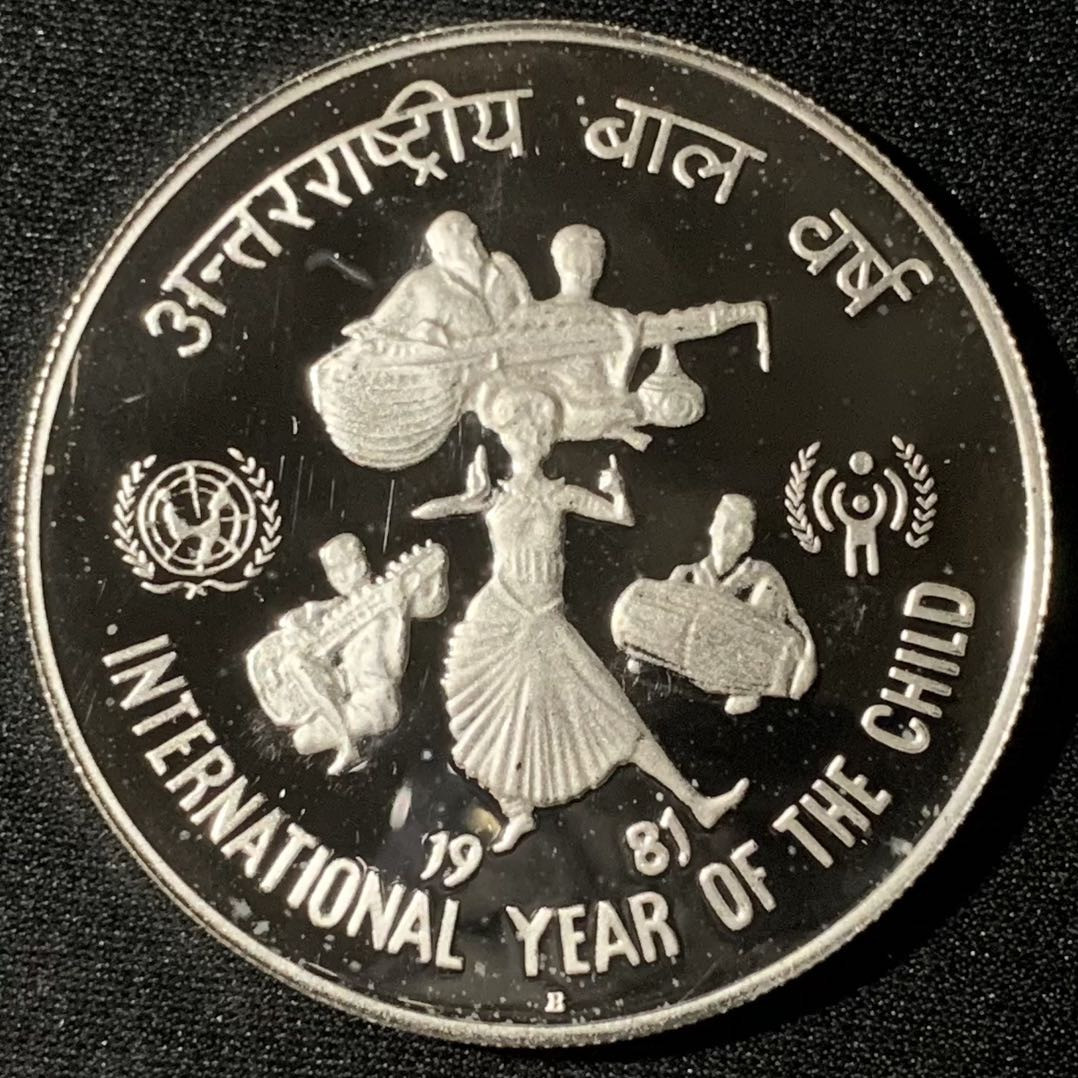 अन्तरराष्ट्रीय बाल वर्ष
19 81
INTERNATIONAL YEAR OF THE CHILD
B